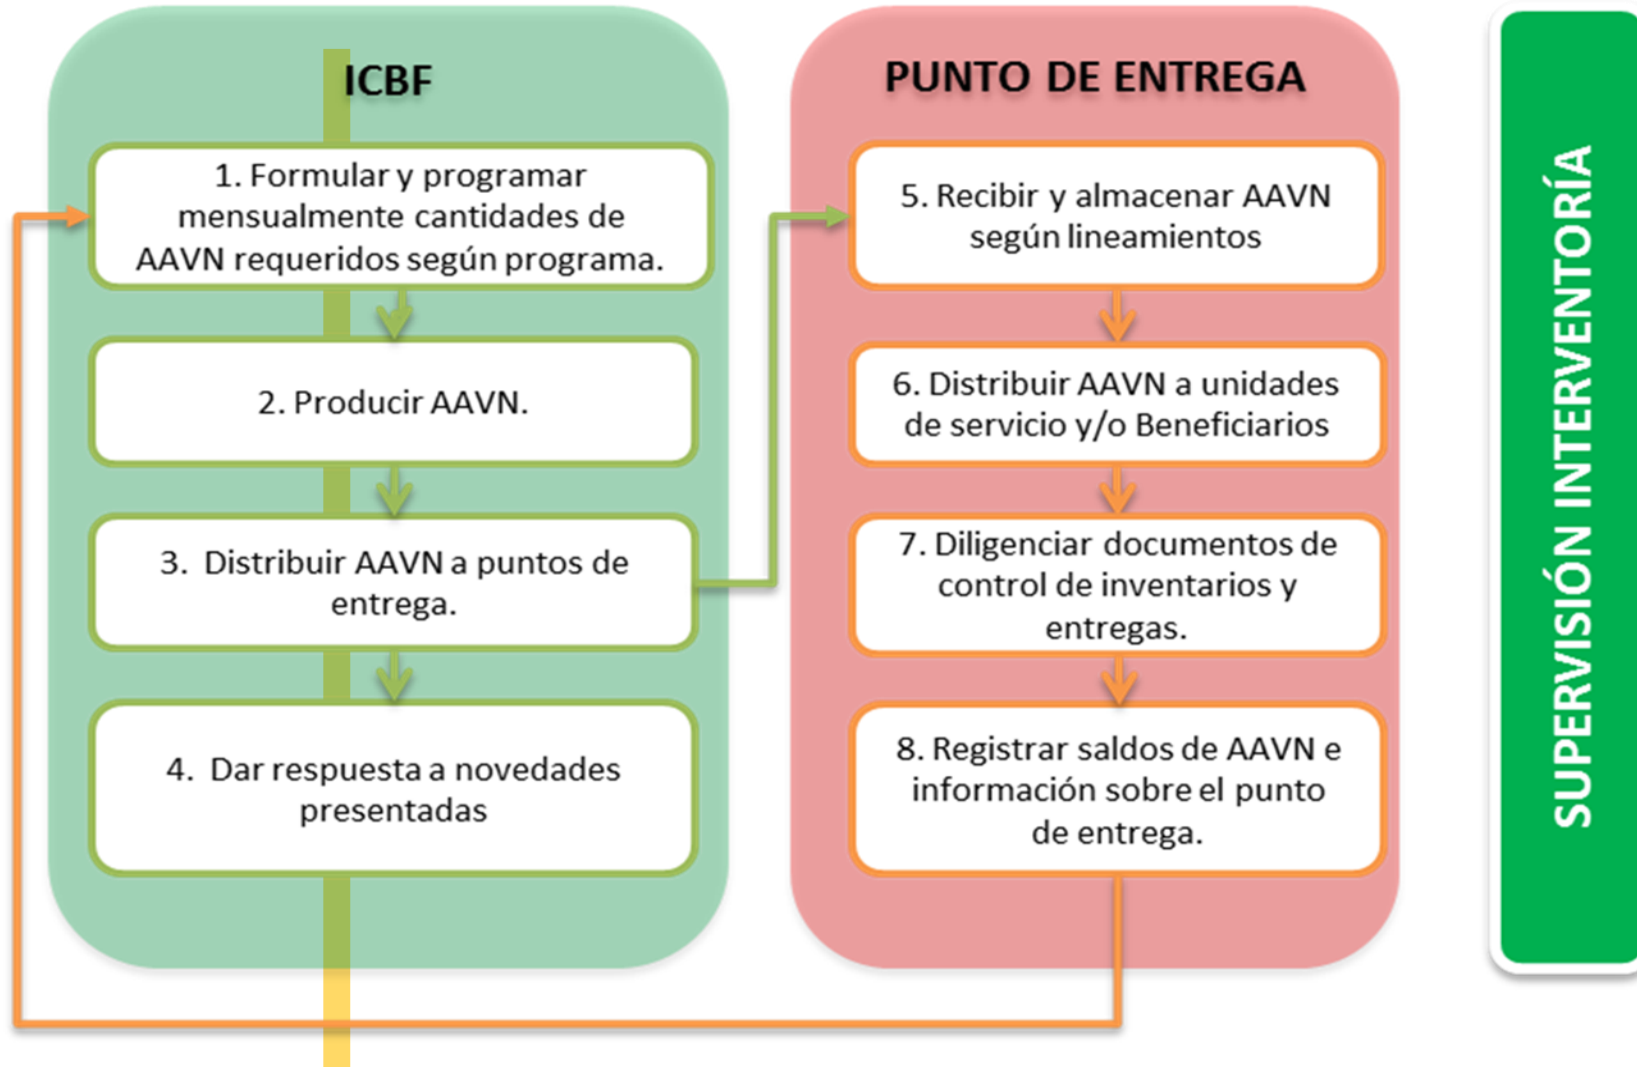 ICBF
1. Formular y programar
mensualmente cantidades de
AAVN requeridos según programa.
2. Producir AAVN.
3. Distribuir AAVN a puntos de
entrega.
4. Dar respuesta a novedades
presentadas
PUNTO DE ENTREGA
5. Recibir y almacenar AAVN
según lineamientos
6. Distribuir AAVN a unidades
de servicio y/o Beneficiarios
7. Diligenciar documentos de
control de inventarios y
entregas.
8. Registrar saldos de AAVN e
información sobre el punto
de entrega.
SUPERVISIÓN INTERVENTORÍA